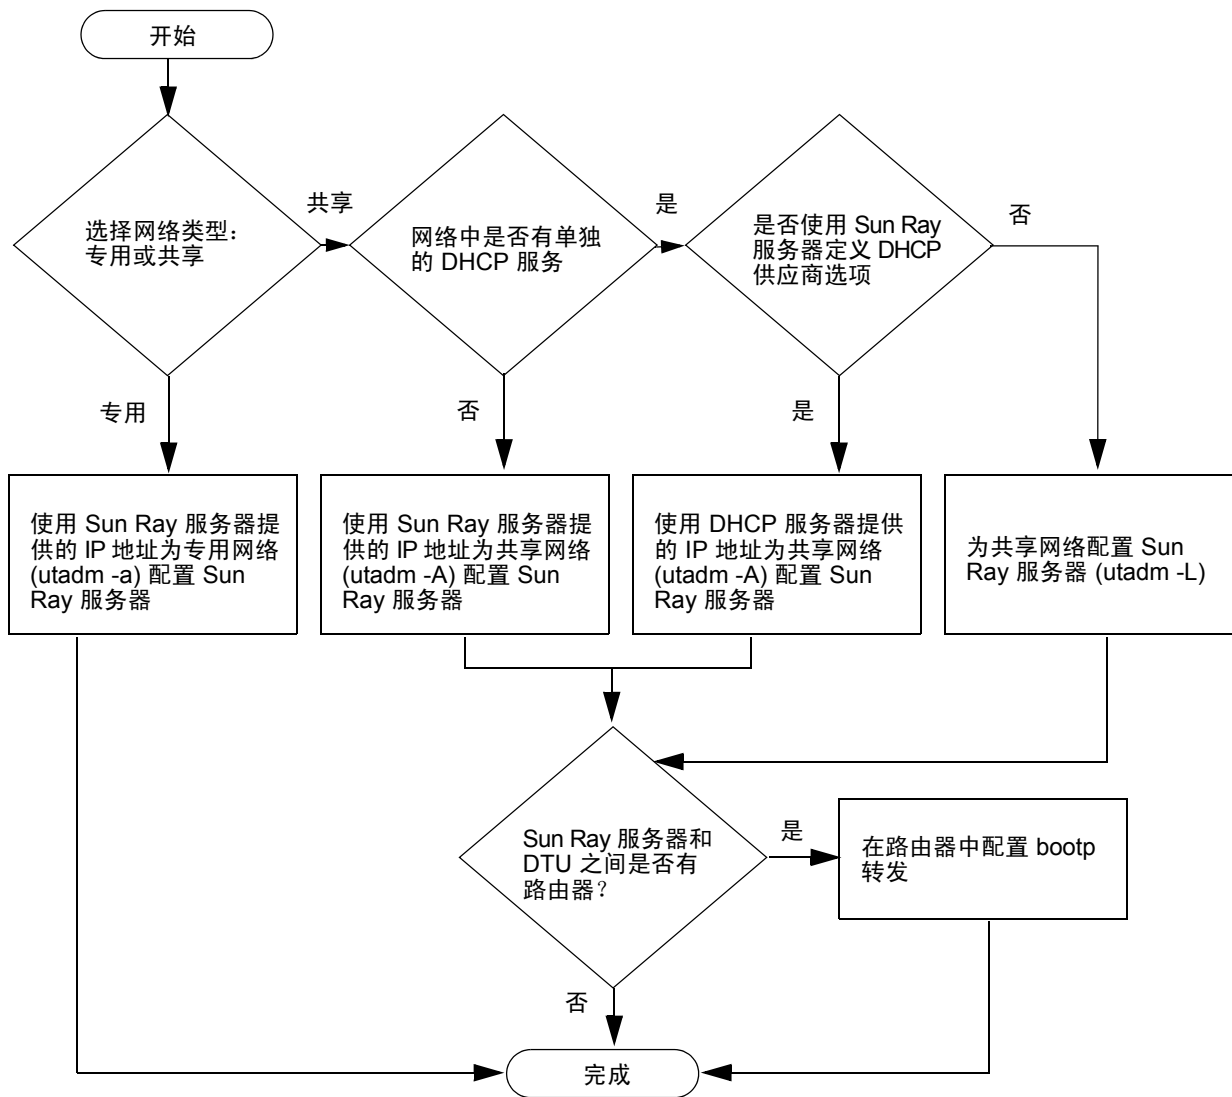 开始
选择网络类型：
专用或共享
共享
网络中是否有单独
的 DHCP 服务
是
是否使用 Sun Ray
服务器定义 DHCP
供应商选项
否
专用
否
是
使用 Sun Ray 服务器提
供的 IP 地址为专用网络
(utadm -a) 配置 Sun
Ray 服务器
使用 Sun Ray 服务器提
供的 IP 地址为共享网络
(utadm -A) 配置 Sun
Ray 服务器
使用 DHCP 服务器提供
的 IP 地址为共享网络
(utadm -A) 配置 Sun
Ray 服务器
为共享网络配置 Sun
Ray 服务器 (utadm -L)
Sun Ray 服务器和
DTU 之间是否有
路由器？
是
在路由器中配置 bootp
转发
否
完成